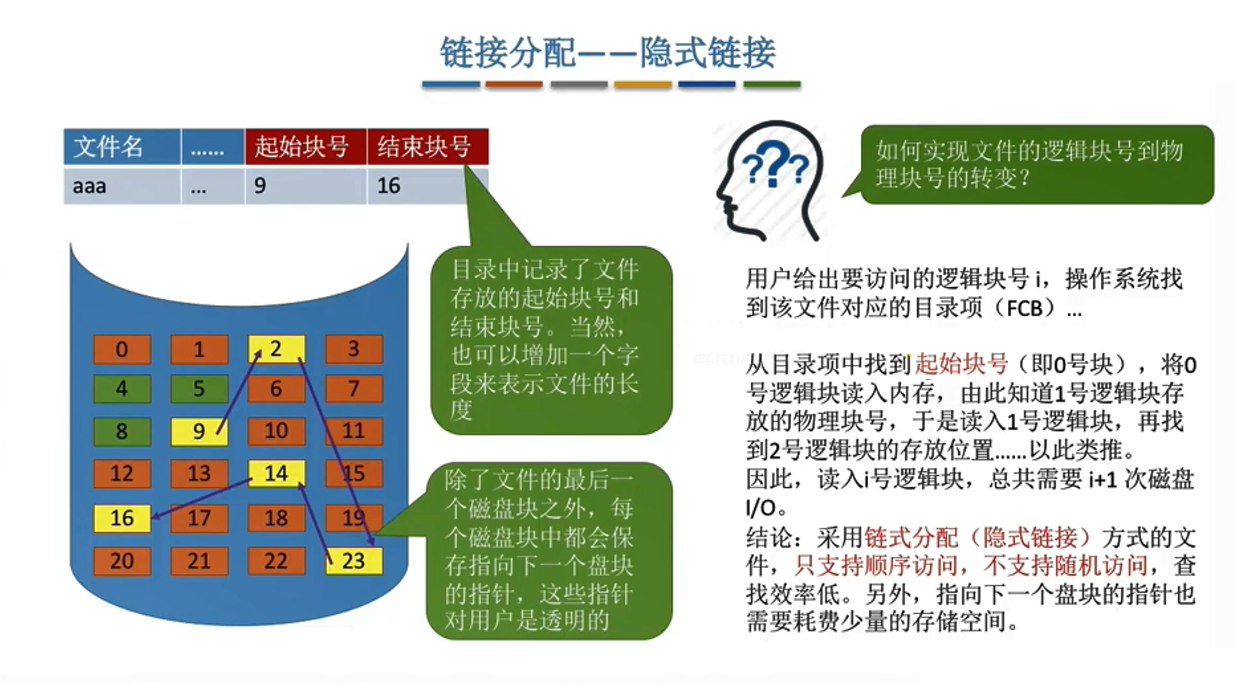 链接分配——隐式链接
文件名 …… 起始块号 结束块号
aaa … 9 16
目录中记录了文件
存放的起始块号和
结束块号。当然，
也可以增加一个字
段来表示文件的长
度
0 1 2 3
4 5 6 7
8 9 10 11
12 13 14 15
16 17 18 19
20 21 22 23
除了文件的最后一
个磁盘块之外，每
个磁盘块中都会保
存指向下一个盘块
的指针，这些指针
对用户是透明的
???
如何实现文件的逻辑块号到物
理块号的转变？
用户给出要访问的逻辑块号 i，操作系统找
到该文件对应的目录项（FCB）…
从目录项中找到起始块号（即0号块），将0
号逻辑块读入内存，由此知道1号逻辑块存
放的物理块号，于是读入1号逻辑块，再找
到2号逻辑块的存放位置……以此类推。
因此，读入i号逻辑块，总共需要 i+1 次磁盘
I/O。
结论：采用链式分配（隐式链接）方式的文
件，只支持顺序访问，不支持随机访问，查
找效率低。另外，指向下一个盘块的指针也
需要耗费少量的存储空间。